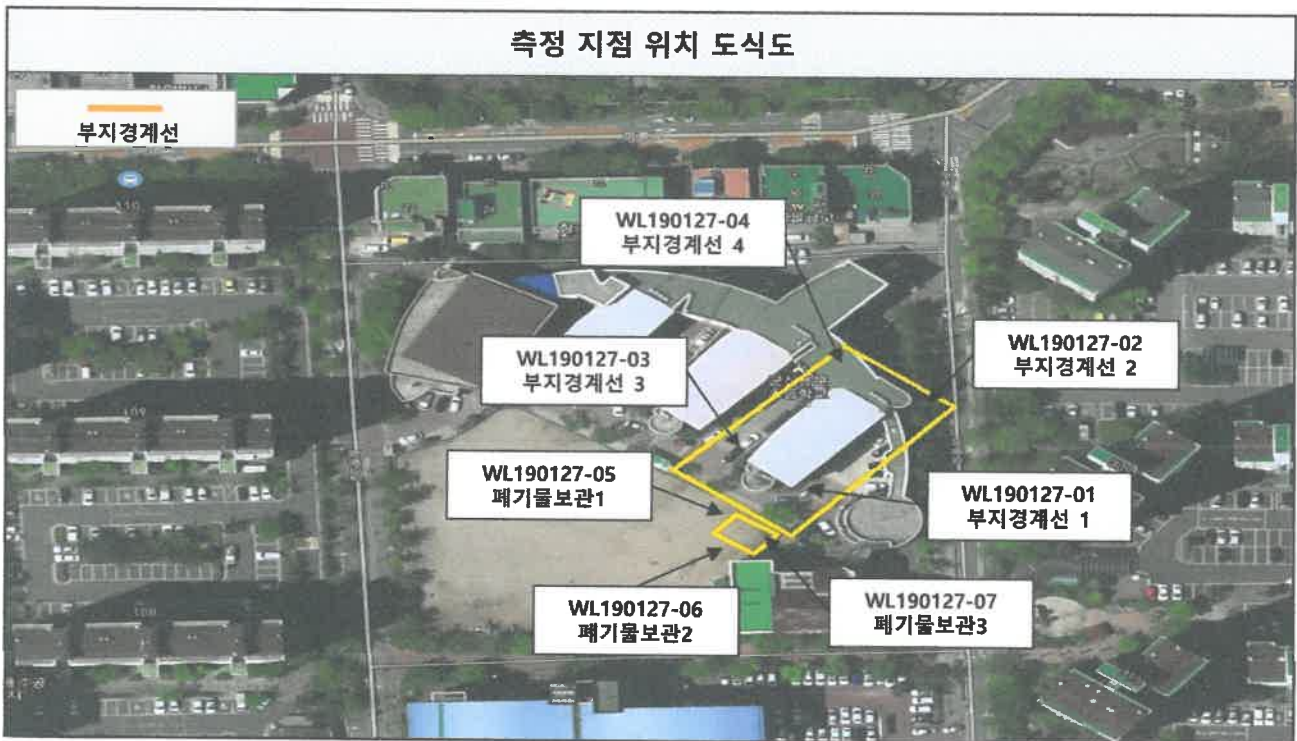 측정 지점 위치 도식도
부지경계선
WL190127-04
부지경계선 4
WL190127-03
부지경계선 3
WL190127-02
부지경계선 2
WL190127-05
폐기물보관1
WL190127-01
부지경계선 1
WL190127-06
폐기물보관2
WL190127-07
폐기물보관3